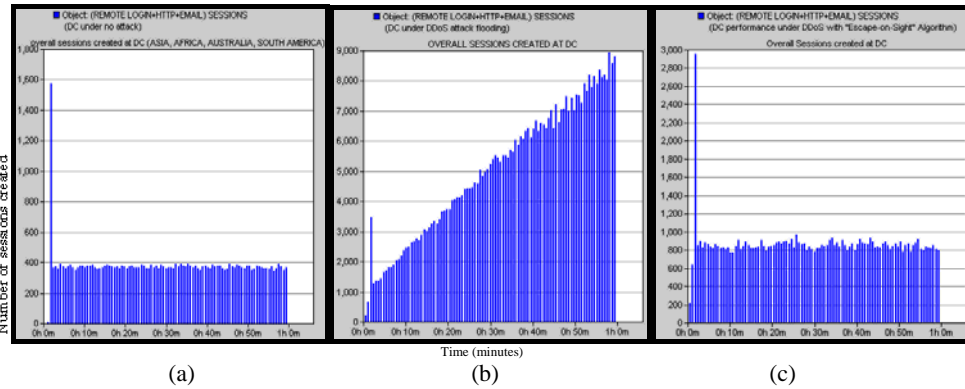 Object: (REMOTE LOGIN+HTTP+EMAIL) SESSIONS
(DC under no attack)
overall sessions created at DC (ASIA, AFRICA, AUSTRALIA, SOUTH AMERICA)
1,800
1,600
1,400
1,200
1,000
800
600
400
200
0
0h 0m 0h 10m 0h 20m 0h 30m 0h 40m 0h 50m 1h 0m
Number of sessions created
Object: (REMOTE LOGIN+HTTP+EMAIL) SESSIONS
(DC under DDoS attack flooding)
OVERALL SESSIONS CREATED AT DC
9,000
8,000
7,000
6,000
5,000
4,000
3,000
2,000
1,000
0
0h 0m 0h 10m 0h 20m 0h 30m 0h 40m 0h 50m 1h 0m
Object: (REMOTE LOGIN+HTTP+EMAIL) SESSIONS
(DC performance under DDoS with "Escape-on-Sight" Algorithm)
Overall Sessions created at DC
3,000
2,800
2,600
2,400
2,200
2,000
1,800
1,600
1,400
1,200
1,000
800
600
400
200
0
0h 0m 0h 10m 0h 20m 0h 30m 0h 40m 0h 50m 1h 0m
Time (minutes)
(a) (b) (c)